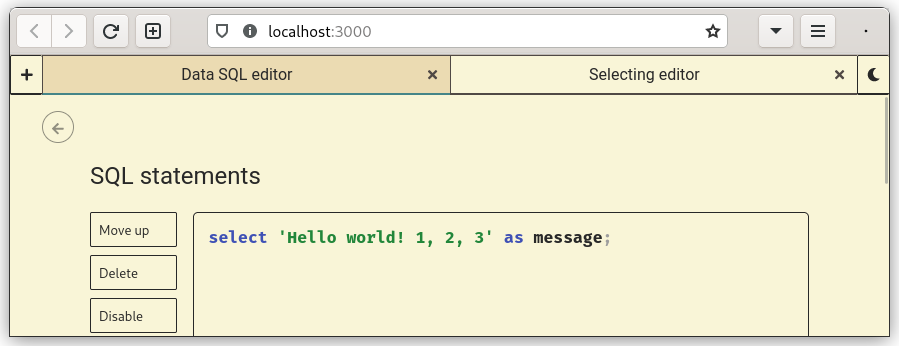 localhost:3000
+ Data SQL editor × Selecting editor ×
SQL statements
Move up
select 'Hello world! 1, 2, 3' as message;
Delete
Disable